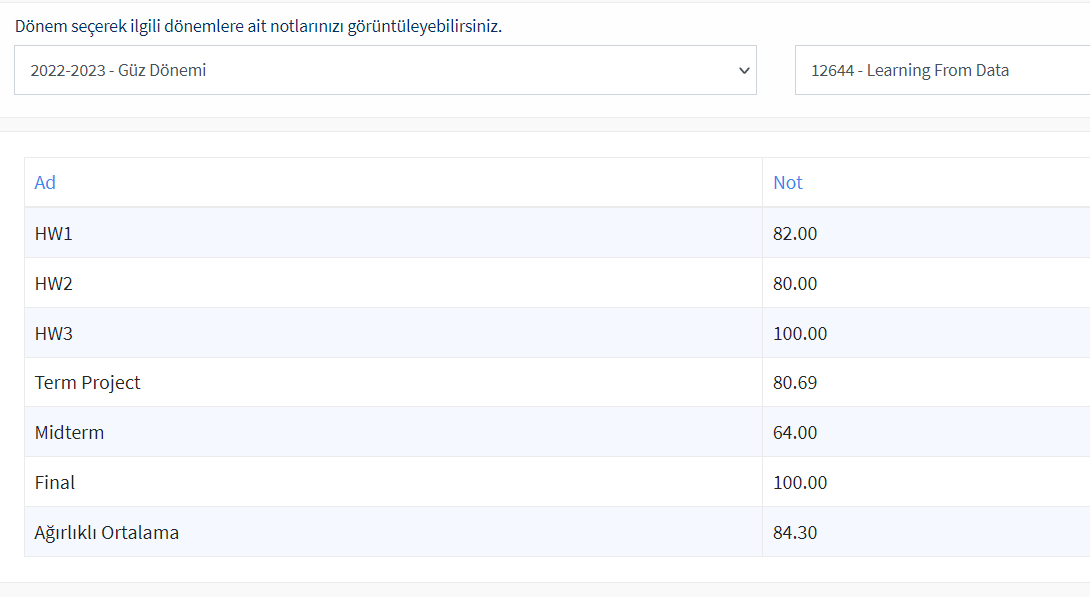 Dönem seçerek ilgili dönemlere ait notlarınızı görüntüleyebilirsiniz.
2022-2023 - Güz Dönemi
12644 - Learning From Data
Ad Not
HW1 82.00
HW2 80.00
HW3 100.00
Term Project 80.69
Midterm 64.00
Final 100.00
Ağırlıklı Ortalama 84.30